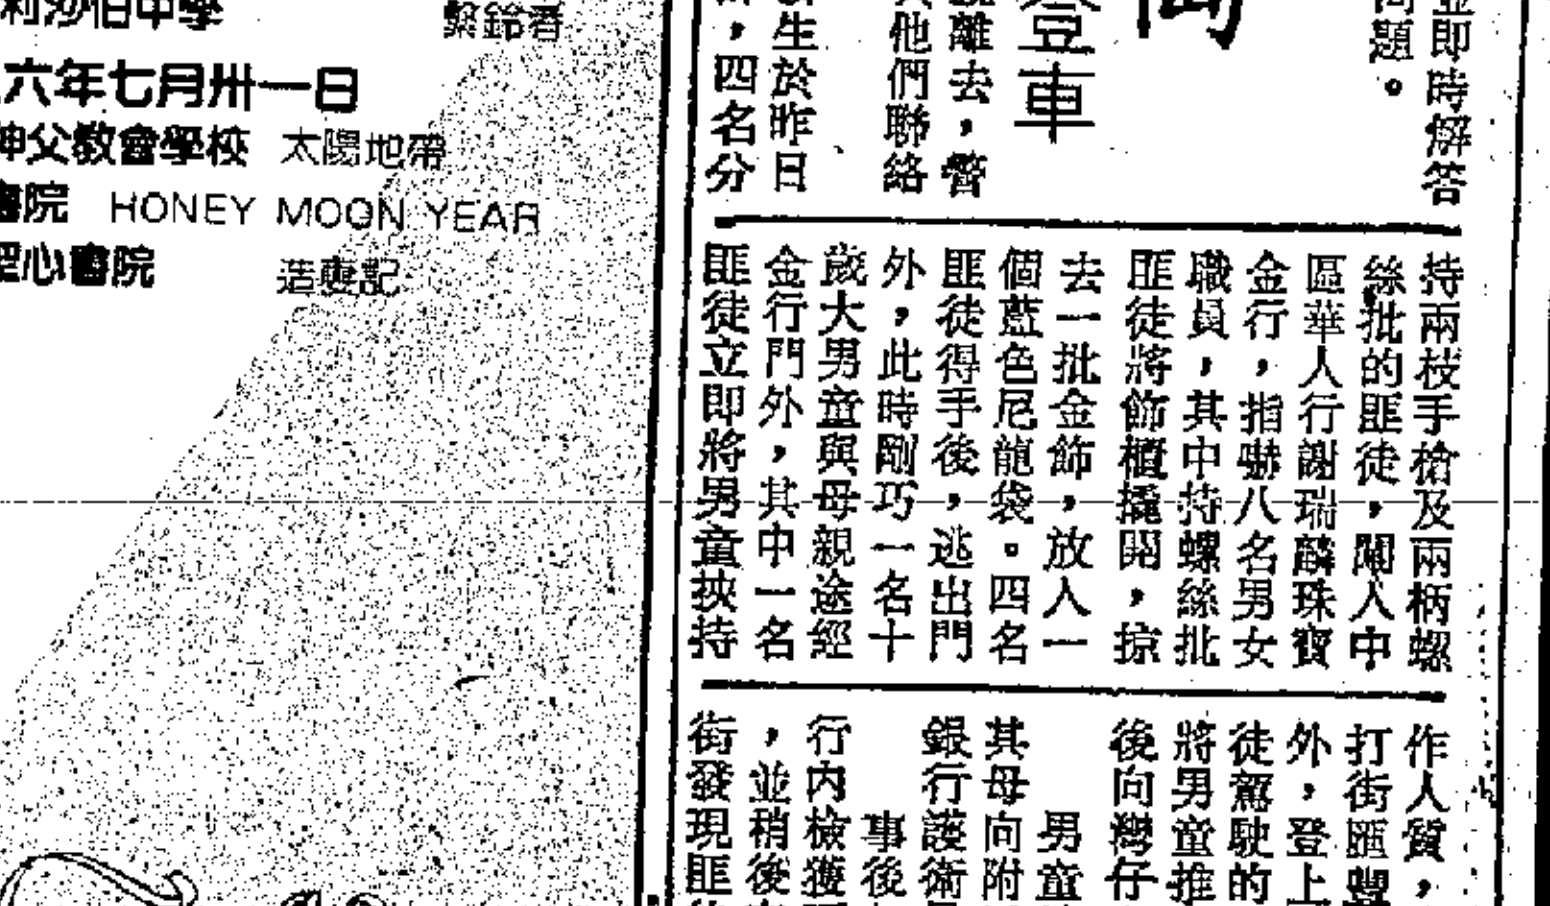 利沙伯中學
六年七月卅一日
神父教會學校 太陽地帶
書院 HONEY MOON YEAR
聖心書院 造夢記
即時解答
問題。
登車
離去,警
他們聯絡
生於昨日
,四名分
持兩枝手槍及兩柄螺
絲批的匪徒,闖入中
區華人行謝瑞麟珠寶
金行,指嚇八名男女
職員,其中持螺絲批
匪徒將飾櫃撬開,掠
去一批金飾,放入一
個藍色尼龍袋。四名
匪徒得手後,逃出門
外,此時剛巧一名十
歲大男童與母親途經
金行門外,其中一名
匪徒立即將男童挾持
作人質,
打街匯豐
外,登上
徒駕駛的
將男童推
後向灣仔
男童
其母向附
銀行護衛
事後
行內檢獲
,並稍後
街發現匪